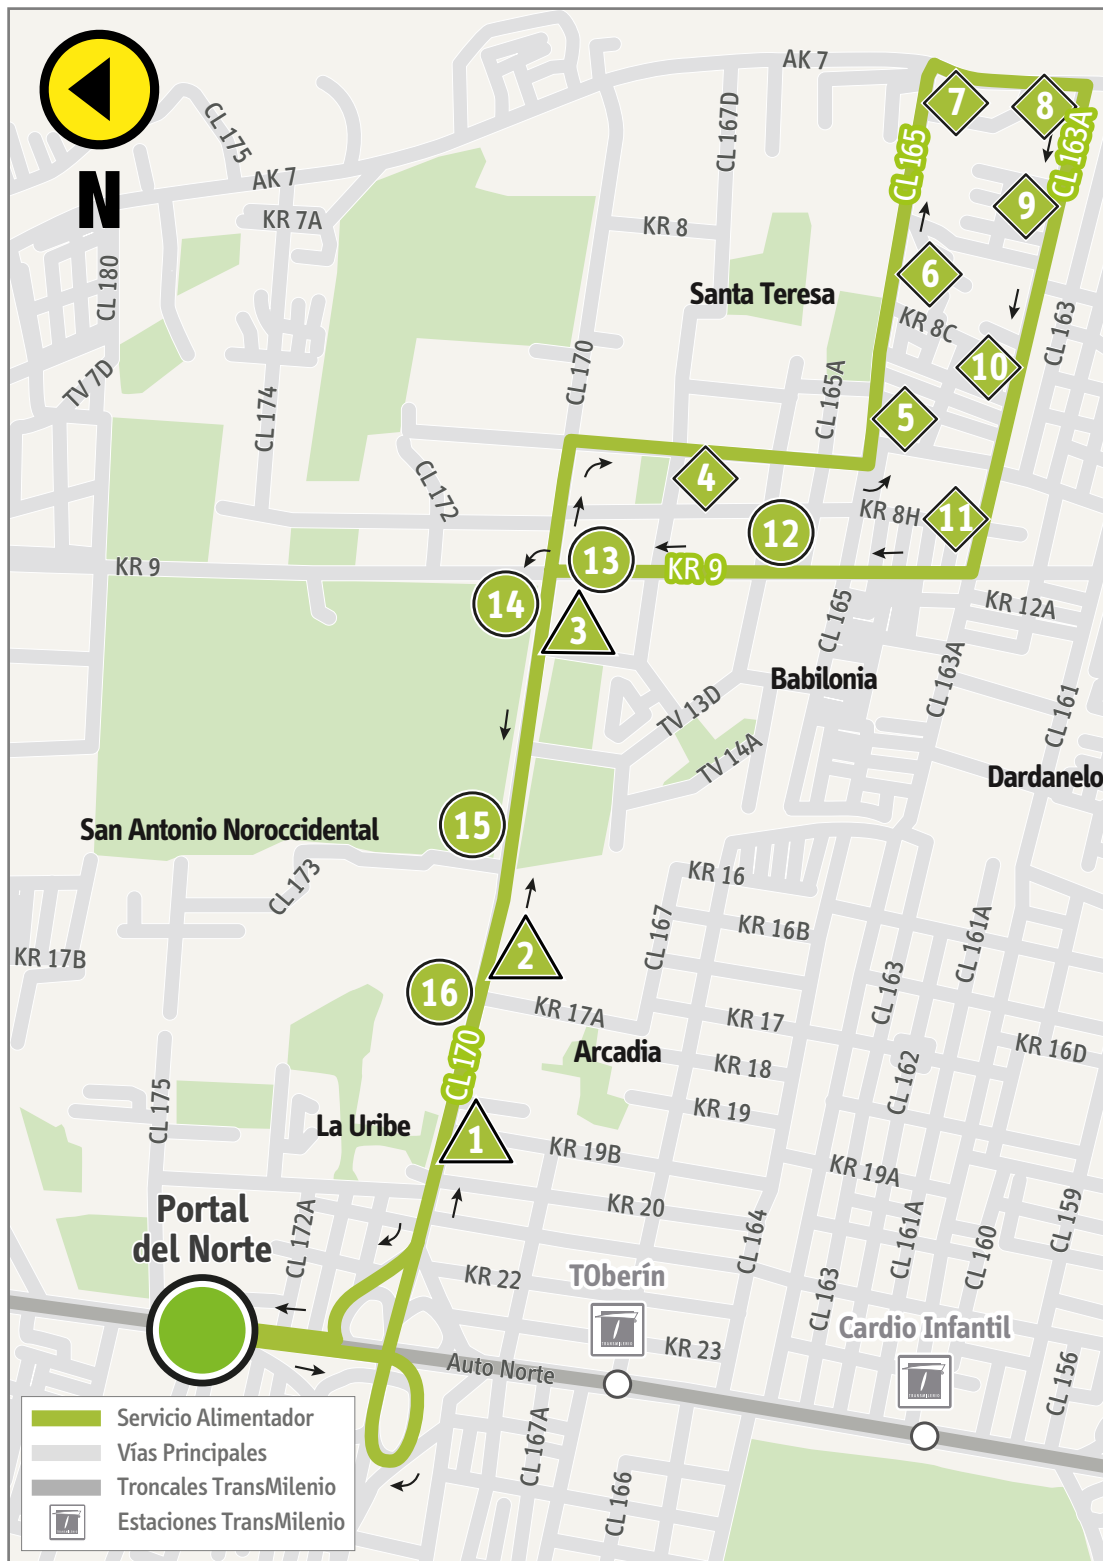 AK 7
7
8
CL 175
CL 167D
CL 165
CL 163A
AK 7
N
KR 7A
KR 8
9
CL 180
Santa Teresa
6
KR 8C
CL 163
TV 7D
CL 174
CL 170
CL 165A
10
5
CL 172
4
KR 8H
11
12
KR 9
13
KR 9
14
3
CL 165
KR 12A
Babilonia
CL 163A
CL 161
TV 13D
TV 14A
Dardanelo
San Antonio Noroccidental
15
CL 173
KR 16
KR 17B
2
CL 167
KR 16B
CL 161A
16
KR 17A
KR 17
CL 163
KR 16D
Arcadia
CL 170
KR 18
CL 162
CL 175
La Uribe
1
KR 19
KR 19B
KR 19A
Portal
del Norte
CL 172A
KR 20
CL 164
CL 161A
CL 160
CL 159
KR 22
TOberín
CL 163
Cardio Infantil
TRANSMILENIO
KR 23
Auto Norte
TRANSMILENIO
CL 156
CL 167A
CL 166
Servicio Alimentador
Vías Principales
Troncales TransMilenio
Estaciones TransMilenio